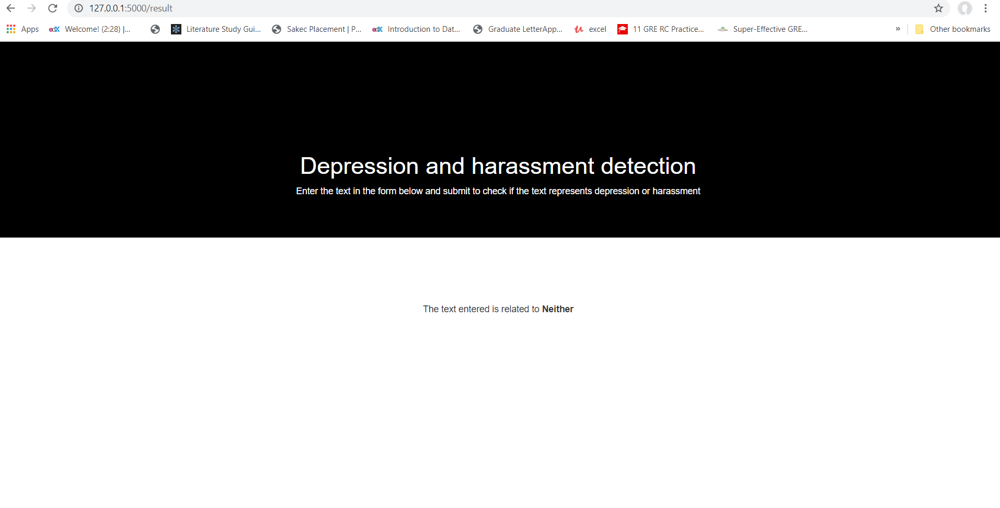 127.0.0.1:5000/result
Apps edX Welcome! (2:28) |... Literature Study Gui... Sakec Placement | P... edX Introduction to Dat... Graduate LetterApp... excel 11 GRE RC Practice... Super-Effective GRE... » Other bookmarks
Depression and harassment detection
Enter the text in the form below and submit to check if the text represents depression or harassment
The text entered is related to Neither